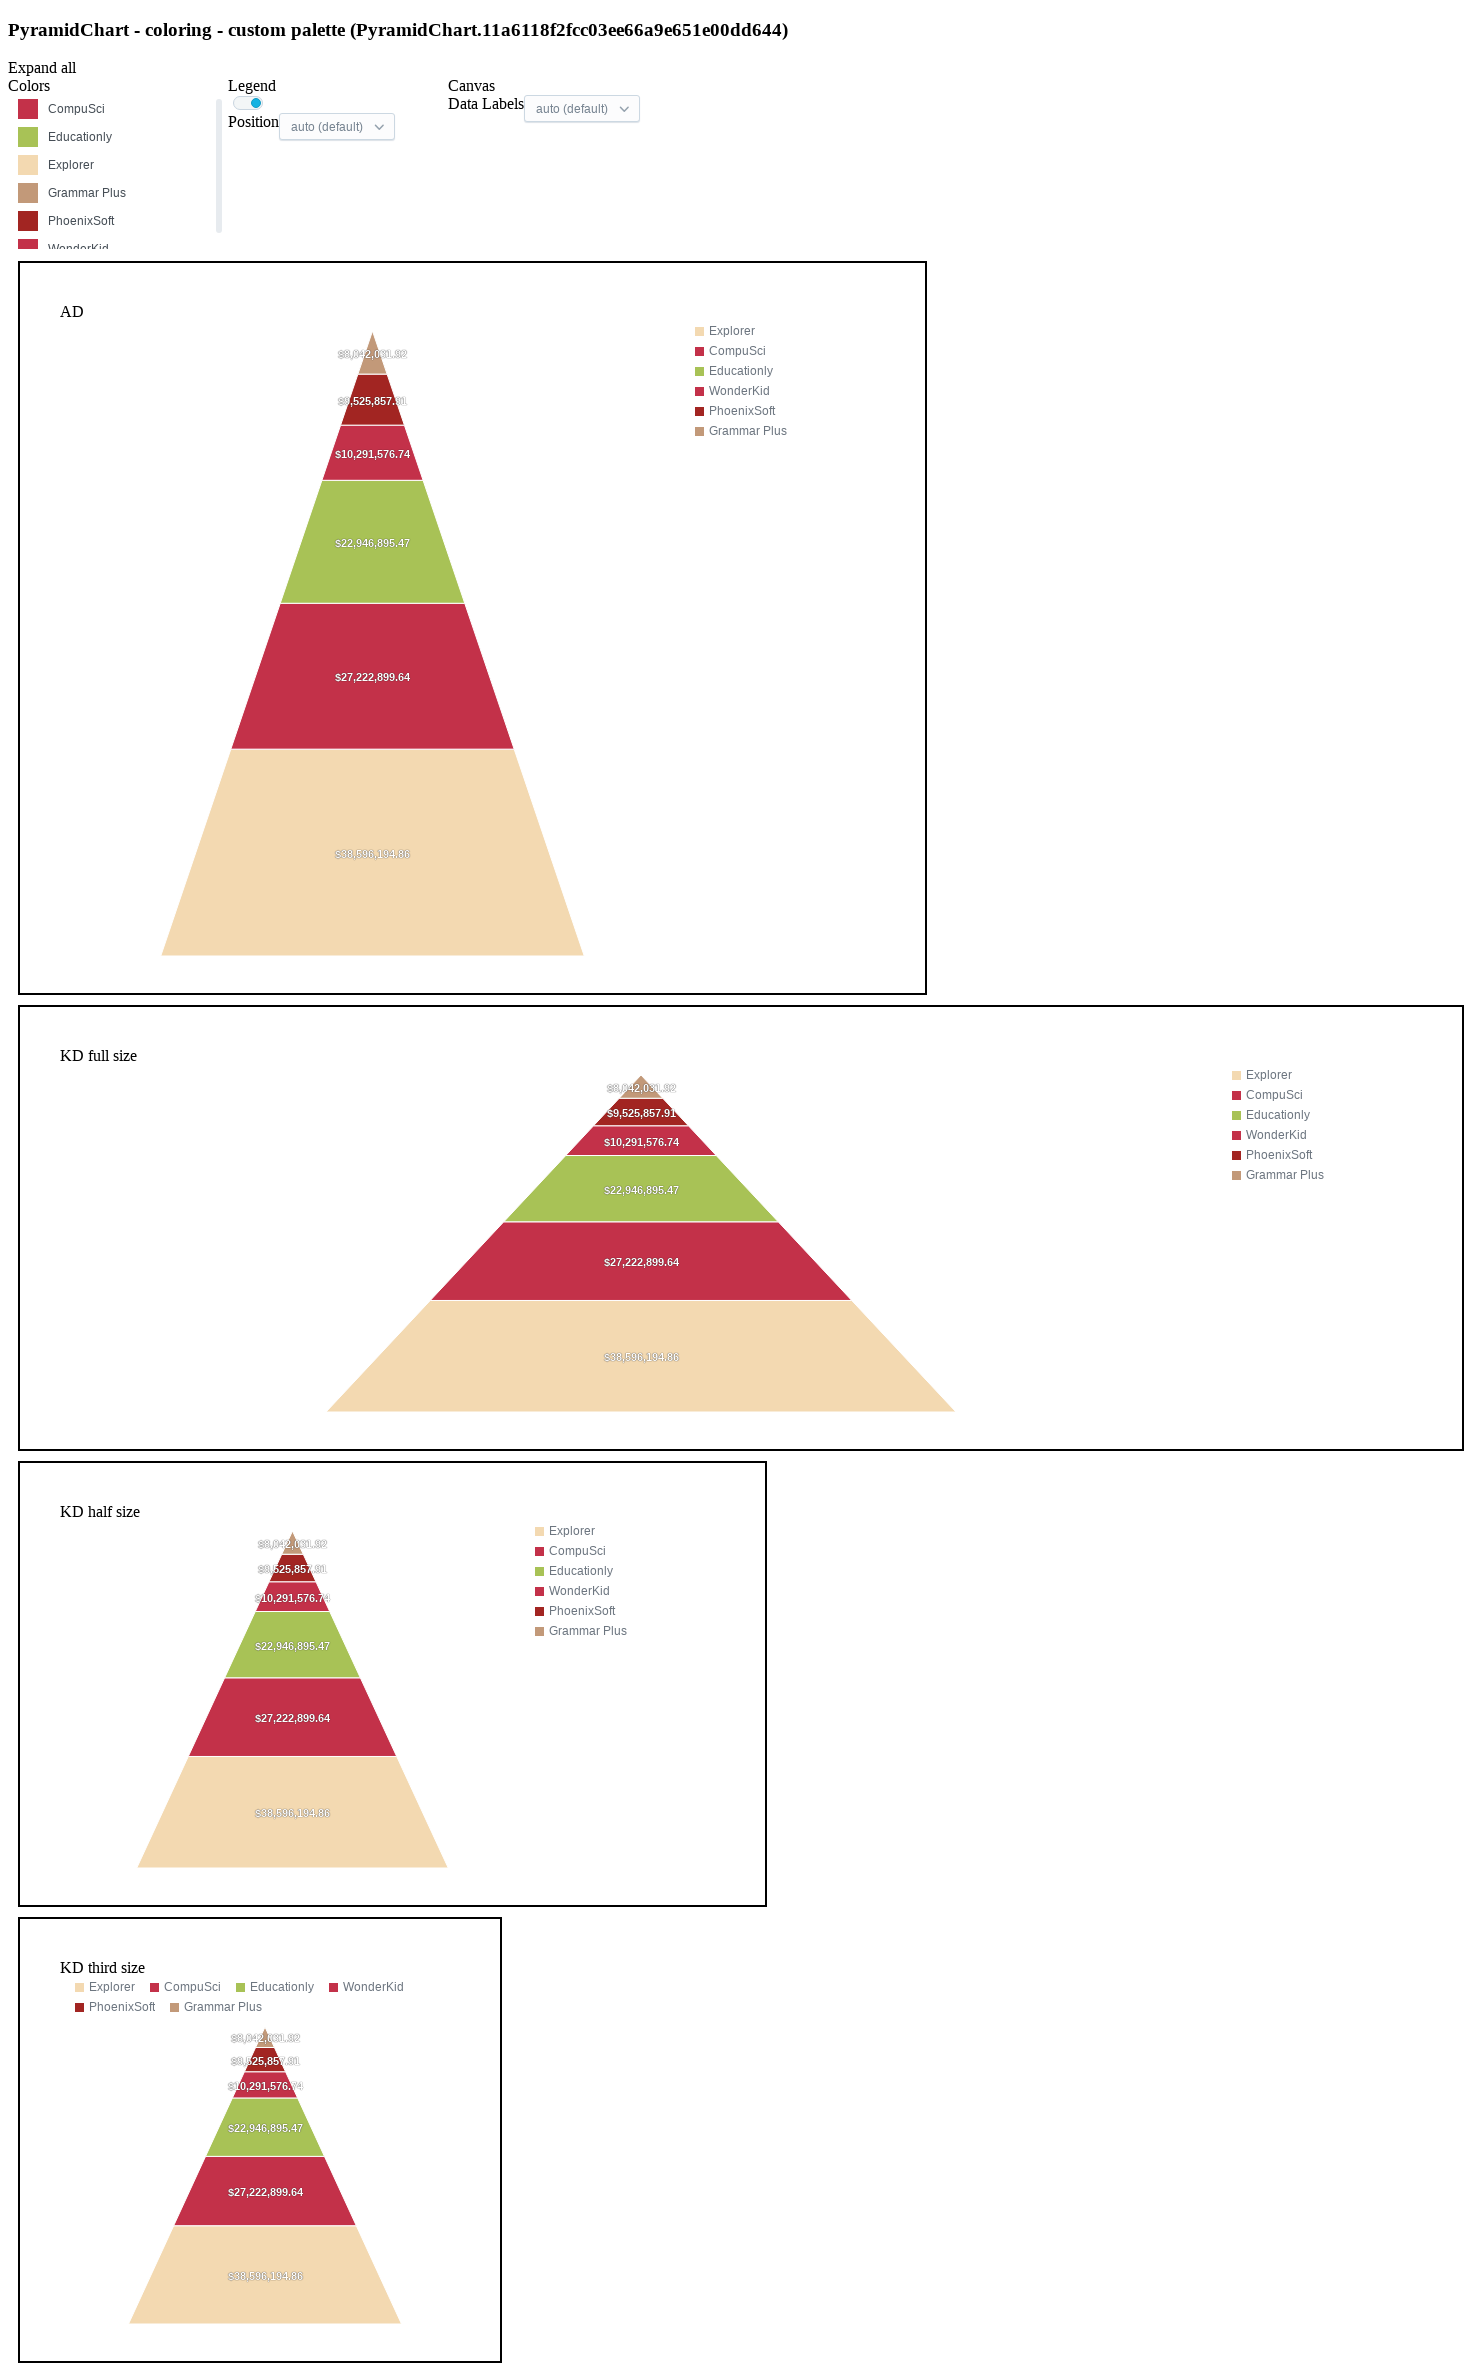 PyramidChart - coloring - custom palette (PyramidChart.11a6118f2fcc03ee66a9e651e00dd644)
Expand all
Colors
CompuSci
Educationly
Explorer
Grammar Plus
PhoenixSoft
WonderKid
Legend
Position auto (default)
Canvas
Data Labels auto (default)
AD
$8,042,031.92
$9,525,857.91
$10,291,576.74
$22,946,895.47
$27,222,899.64
$38,596,194.86
Explorer
CompuSci
Educationly
WonderKid
PhoenixSoft
Grammar Plus
KD full size
$8,042,031.92
$9,525,857.91
$10,291,576.74
$22,946,895.47
$27,222,899.64
$38,596,194.86
Explorer
CompuSci
Educationly
WonderKid
PhoenixSoft
Grammar Plus
KD half size
$8,042,031.92
$9,525,857.91
$10,291,576.74
$22,946,895.47
$27,222,899.64
$38,596,194.86
Explorer
CompuSci
Educationly
WonderKid
PhoenixSoft
Grammar Plus
KD third size
Explorer CompuSci Educationly WonderKid
PhoenixSoft Grammar Plus
$8,042,031.92
$9,525,857.91
$10,291,576.74
$22,946,895.47
$27,222,899.64
$38,596,194.86